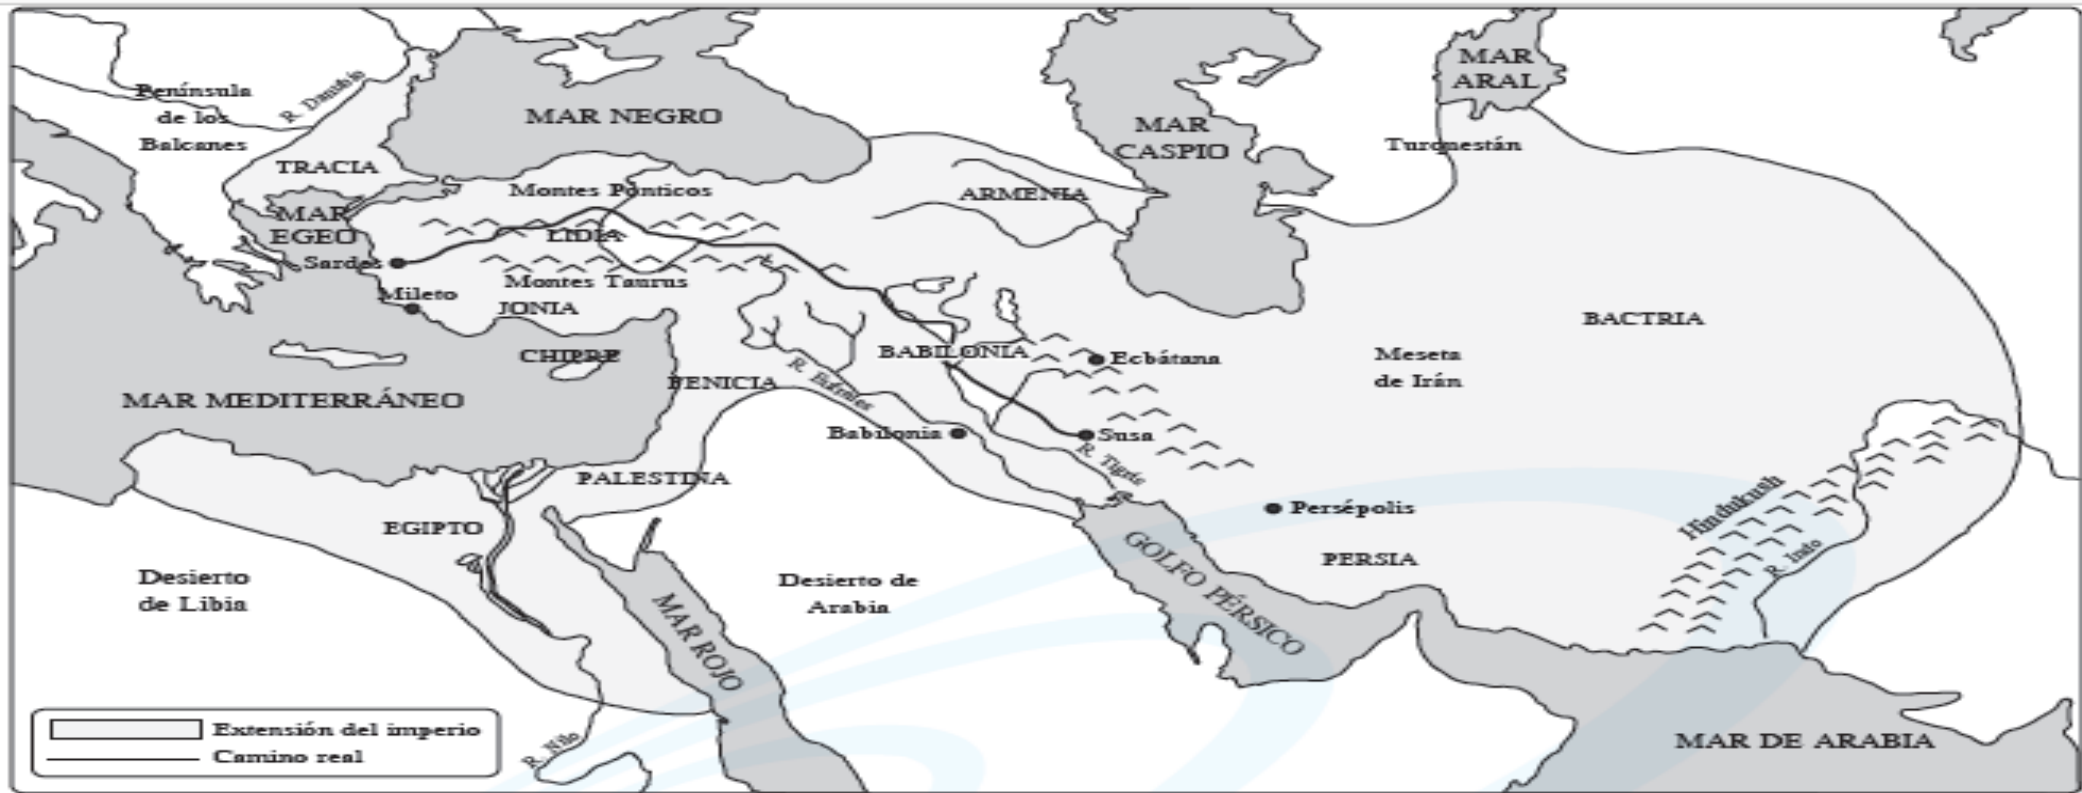 MAR
ARAL
Península
de los
Balcanes
R. Danubio
MAR NEGRO
MAR
CASPIO
Turquestán
TRACIA
Montes Pónticos
ARMENIA
MAR
EGEO
LIDIA
Sardes
Montes Taurus
Mileto
JONIA
BACTRIA
CHIPRE
BABILONIA
Ecbátana
Meseta
de Irán
FENICIA
R. Éufrates
MAR MEDITERRÁNEO
Babilonia
Susa
R. Tigris
PALESTINA
Hindukush
Persépolis
EGIPTO
GOLFO PÉRSICO
PERSIA
R. Indo
Desierto
de Libia
Desierto de
Arabia
MAR ROJO
Extensión del imperio
Camino real
R. Nilo
MAR DE ARABIA